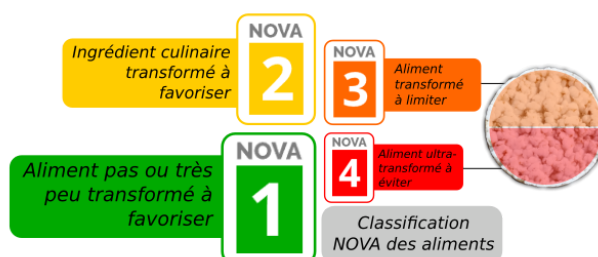 Ingrédient culinaire
transformé à
favoriser
NOVA
2
NOVA
3
Aliment
transformé
à limiter
Aliment pas ou très
peu transformé à
favoriser
NOVA
1
NOVA
4
Aliment ultra-
transformé à
éviter
Classification
NOVA des aliments